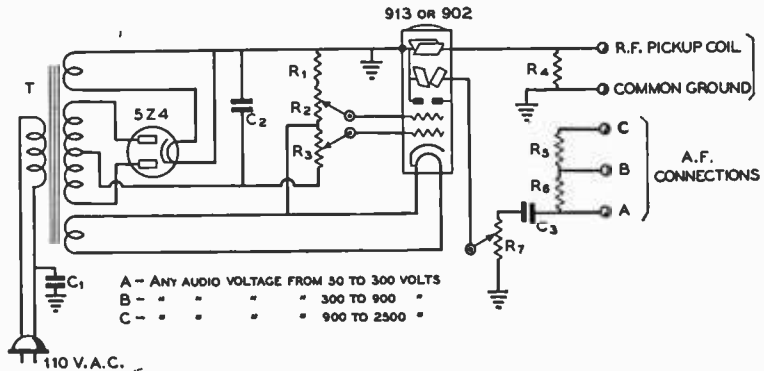 913 OR 902
R.F. PICKUP COIL
COMMON GROUND
T
5Z4
C2
R1
R2
R3
R4
C
R5
B
R6
A
A.F. CONNECTIONS
C3
R7
C1
A - ANY AUDIO VOLTAGE FROM 50 TO 300 VOLTS
B - " " " " 300 TO 900 "
C - " " " " 900 TO 2500 "
110 V.A.C.